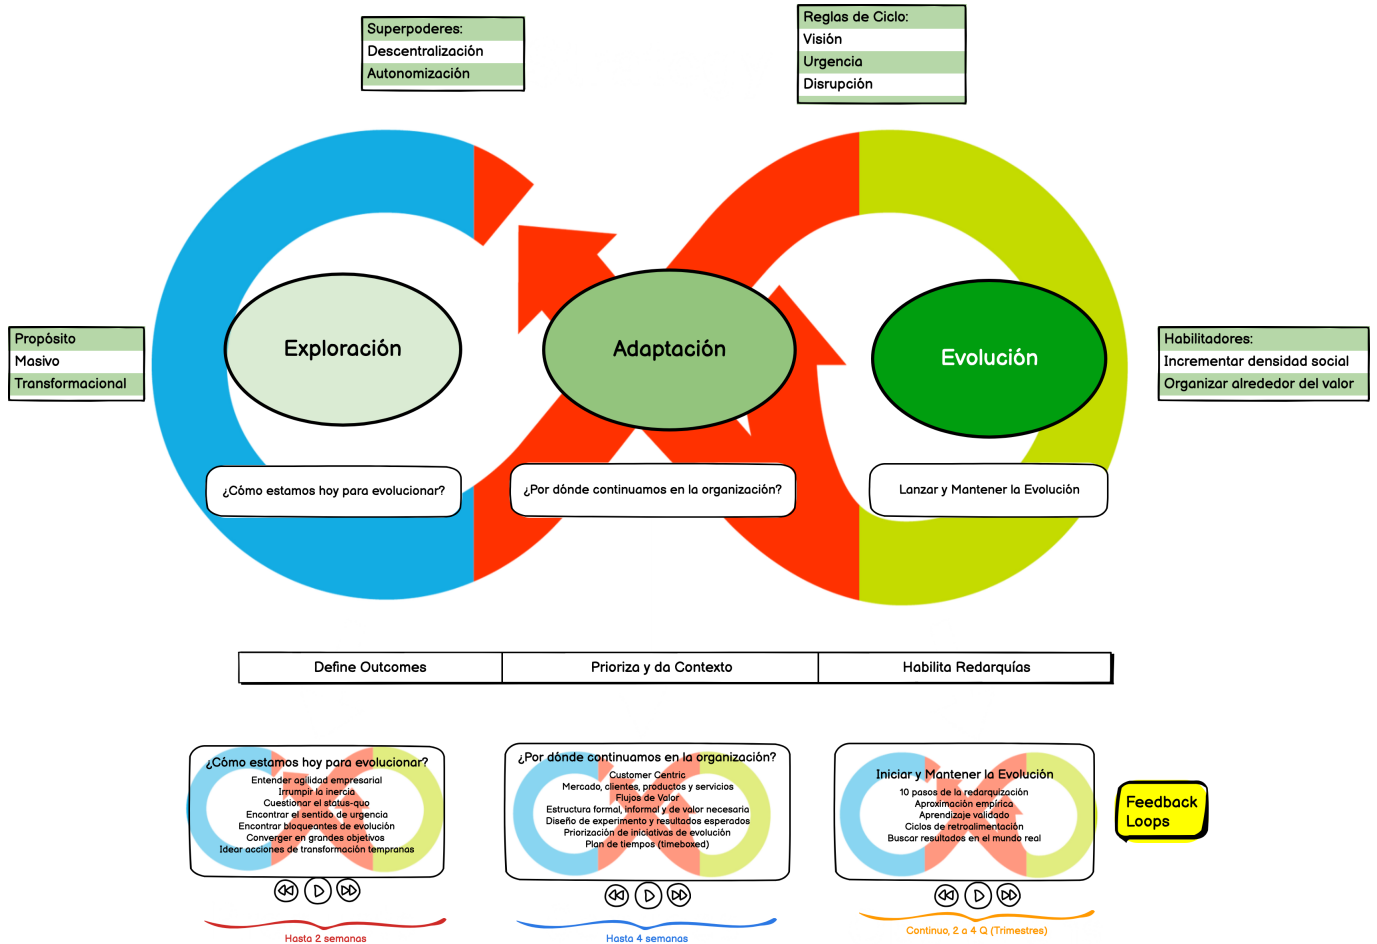 Superpoderes:
Descentralización
Autonomización
Reglas de Ciclo:
Visión
Urgencia
Disrupción
Propósito
Masivo
Transformacional
Exploración
Adaptación
Evolución
Habilitadores:
Incrementar densidad social
Organizar alrededor del valor
¿Cómo estamos hoy para evolucionar?
¿Por dónde continuamos en la organización?
Lanzar y Mantener la Evolución
Define Outcomes
Prioriza y da Contexto
Habilita Redarquías
¿Cómo estamos hoy para evolucionar?
Entender agilidad empresarial
Irrumpir la inercia
Cuestionar el status-quo
Encontrar el sentido de urgencia
Encontrar bloqueantes de evolución
Converger en grandes objetivos
Idear acciones de transformación tempranas
Hasta 2 semanas
¿Por dónde continuamos en la organización?
Customer Centric
Mercado, clientes, productos y servicios
Flujos de Valor
Estructura formal, informal y de valor necesaria
Diseño de experimento y resultados esperados
Priorización de iniciativas de evolución
Plan de tiempos (timeboxed)
Hasta 4 semanas
Iniciar y Mantener la Evolución
10 pasos de la redarquización
Aproximación empírica
Aprendizaje validado
Ciclos de retroalimentación
Buscar resultados en el mundo real
Continuo, 2 a 4 Q (Trimestres)
Feedback
Loops